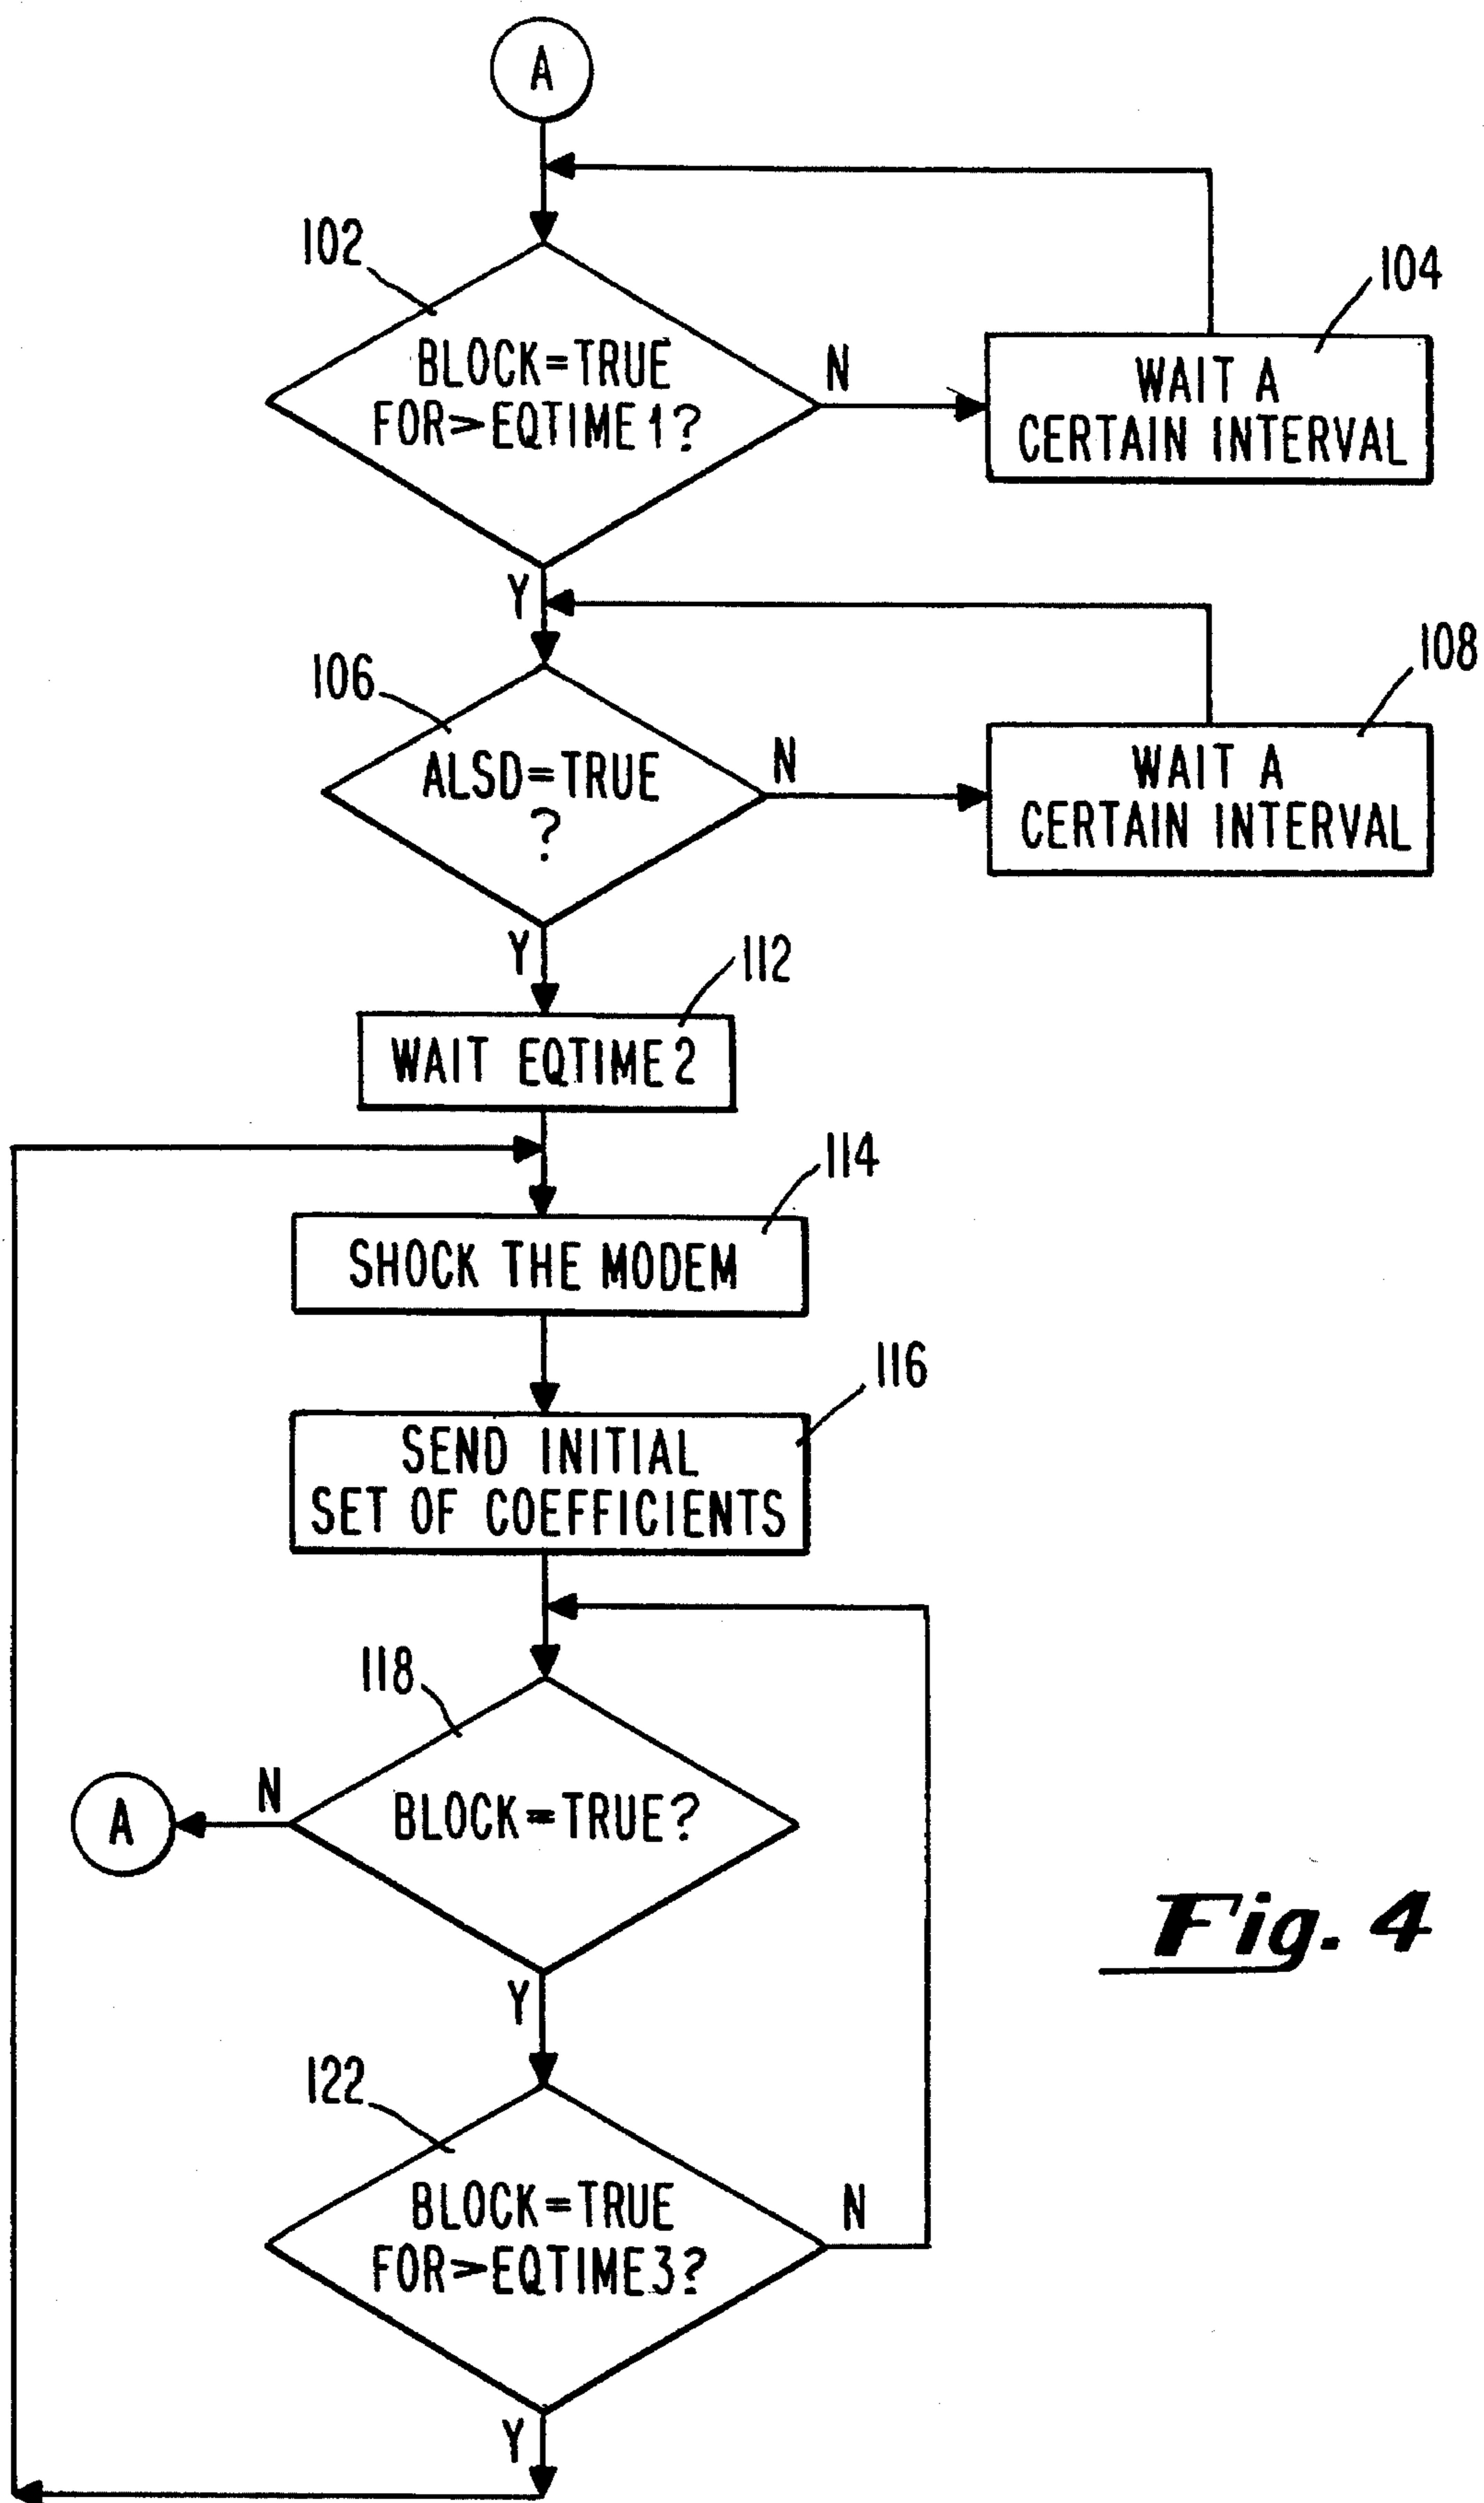 A
102
BLOCK=TRUE
FOR>EQTIME1?
N
104
WAIT A
CERTAIN INTERVAL
Y
106
ALSD=TRUE
?
N
108
WAIT A
CERTAIN INTERVAL
Y
112
WAIT EQTIME2
114
SHOCK THE MODEM
116
SEND INITIAL
SET OF COEFFICIENTS
118
BLOCK=TRUE?
N
A
Y
122
BLOCK=TRUE
FOR>EQTIME3?
N
Y
Fig. 4